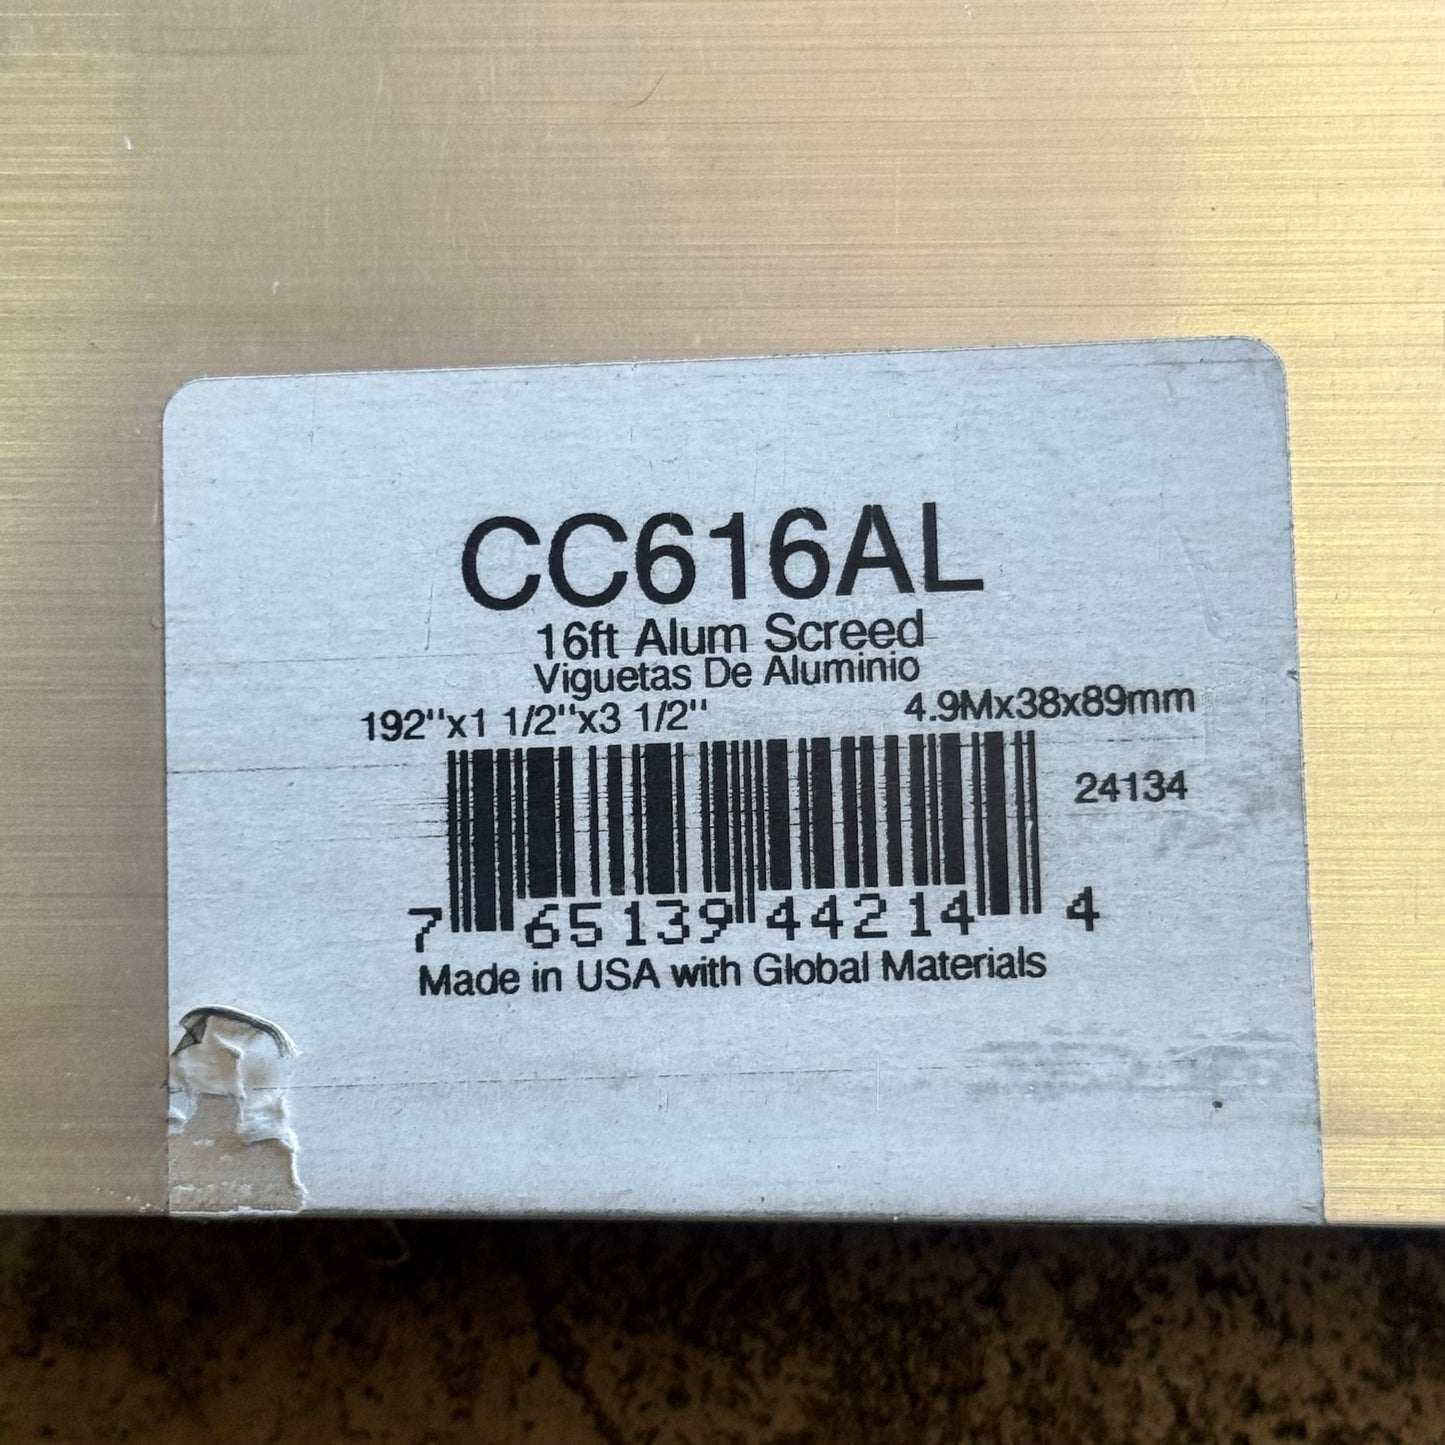 CC616AL
16ft Alum Screed
Viguetas De Aluminio
192"x1 1/2"x3 1/2" 4.9Mx38x89mm
24134
7 65139 44214 4
Made in USA with Global Materials